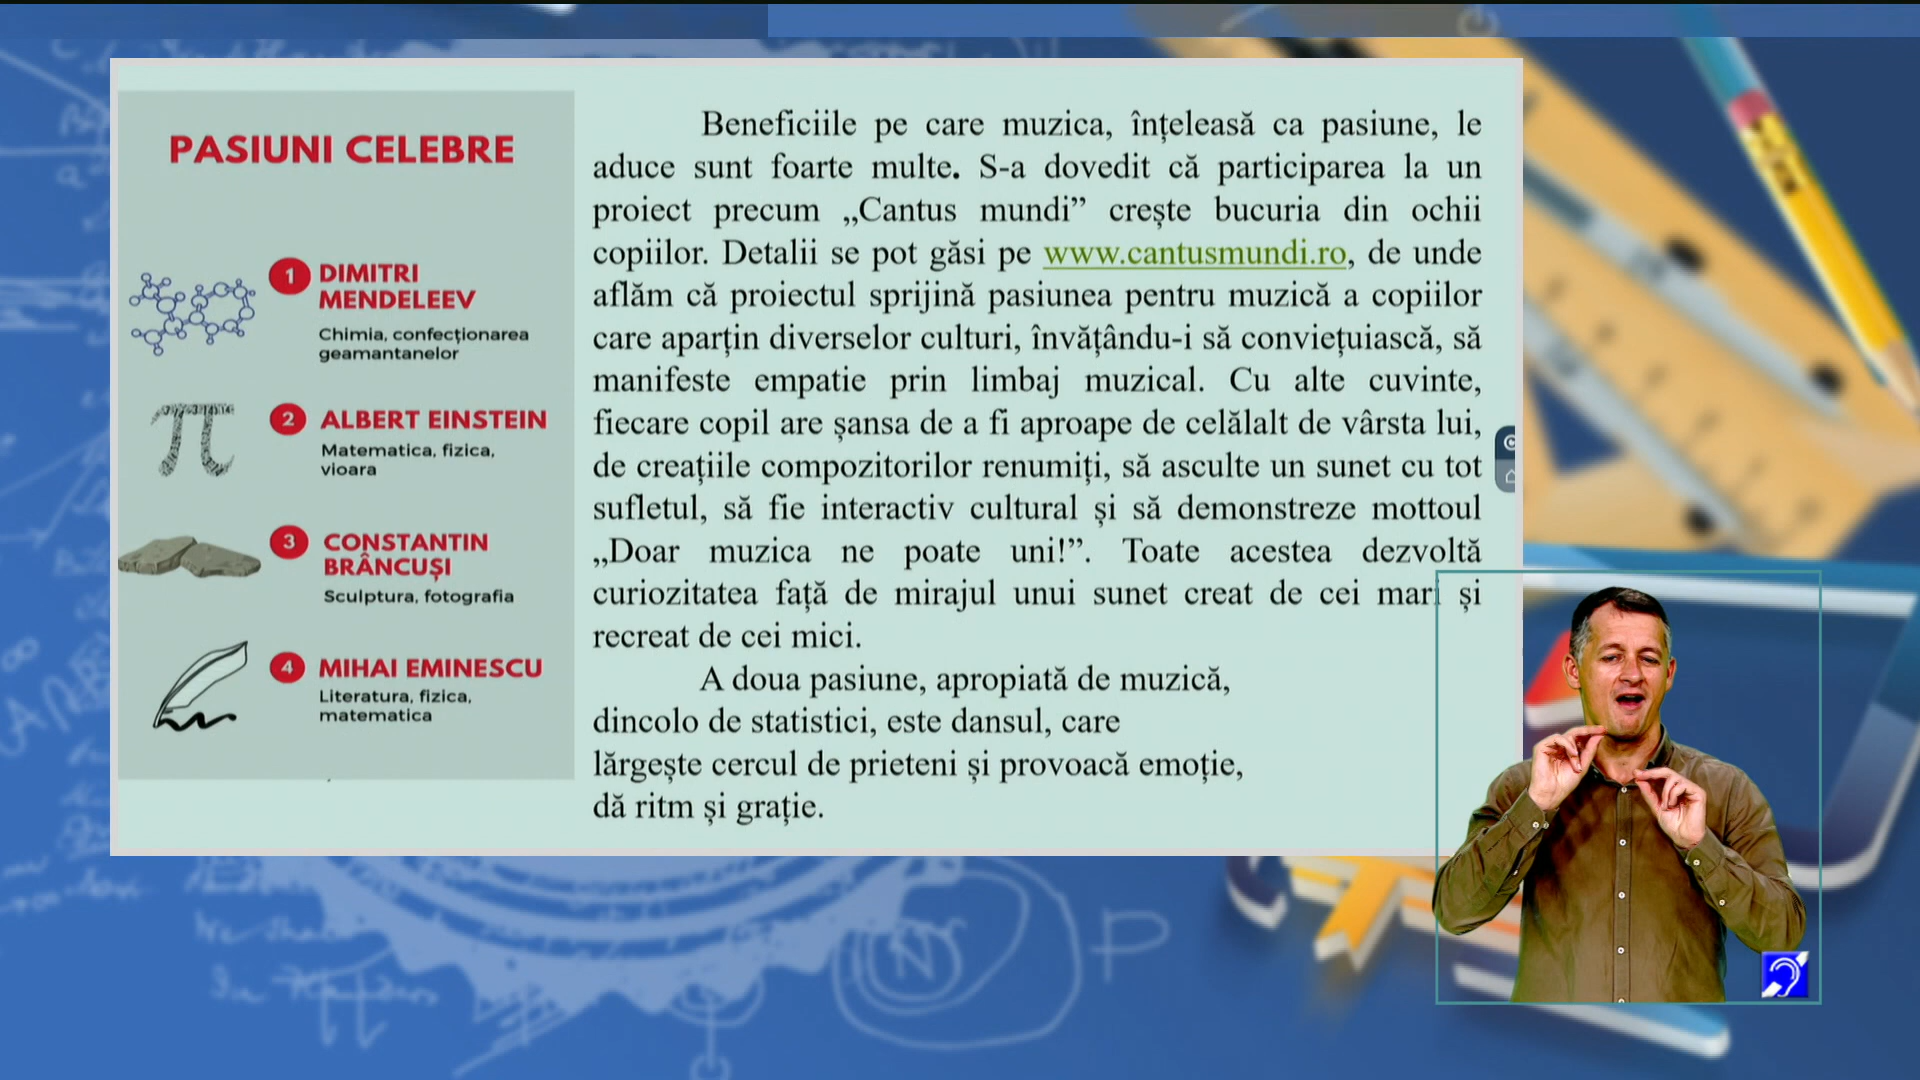 PASIUNI CELEBRE
1 DIMITRI
MENDELEEV
Chimia, confecționarea
geamantanelor
2 ALBERT EINSTEIN
Matematica, fizica,
vioara
3 CONSTANTIN
BRÂNCUȘI
Sculptura, fotografia
4 MIHAI EMINESCU
Literatura, fizica,
matematica
Beneficiile pe care muzica, înțeleasă ca pasiune, le
aduce sunt foarte multe. S-a dovedit că participarea la un
proiect precum „Cantus mundi” crește bucuria din ochii
copiilor. Detalii se pot găsi pe www.cantusmundi.ro, de unde
aflăm că proiectul sprijină pasiunea pentru muzică a copiilor
care aparțin diverselor culturi, învățându-i să conviețuiască, să
manifeste empatie prin limbaj muzical. Cu alte cuvinte,
fiecare copil are șansa de a fi aproape de celălalt de vârsta lui,
de creațiile compozitorilor renumiți, să asculte un sunet cu tot
sufletul, să fie interactiv cultural și să demonstreze mottoul
„Doar muzica ne poate uni!”. Toate acestea dezvoltă
curiozitatea față de mirajul unui sunet creat de cei mari și
recreat de cei mici.
A doua pasiune, apropiată de muzică,
dincolo de statistici, este dansul, care
lărgește cercul de prieteni și provoacă emoție,
dă ritm și grație.
N
P